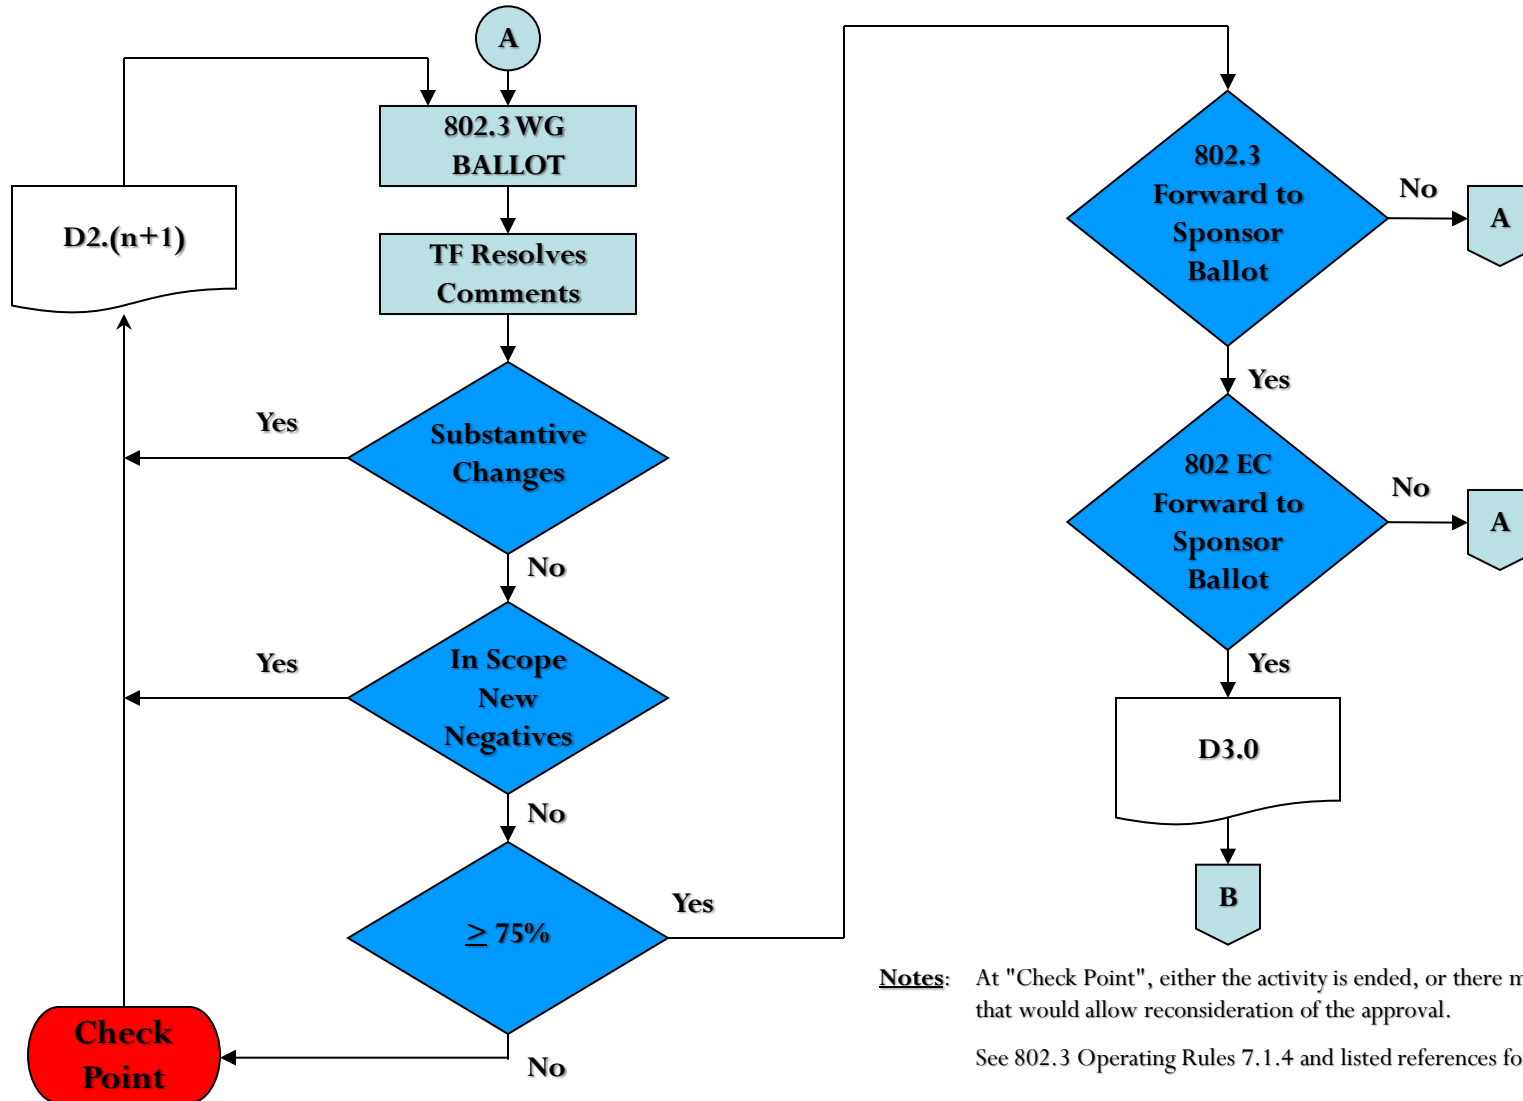 A
802.3 WG
BALLOT
D2.(n+1)
TF Resolves
Comments
Yes
Substantive
Changes
No
Yes
In Scope
New
Negatives
No
≥ 75%
Yes
No
Check
Point
802.3
Forward to
Sponsor
Ballot
No
A
Yes
802 EC
Forward to
Sponsor
Ballot
No
A
Yes
D3.0
B
Notes: At "Check Point", either the activity is ended, or there
that would allow reconsideration of the approval.
See 802.3 Operating Rules 7.1.4 and listed references